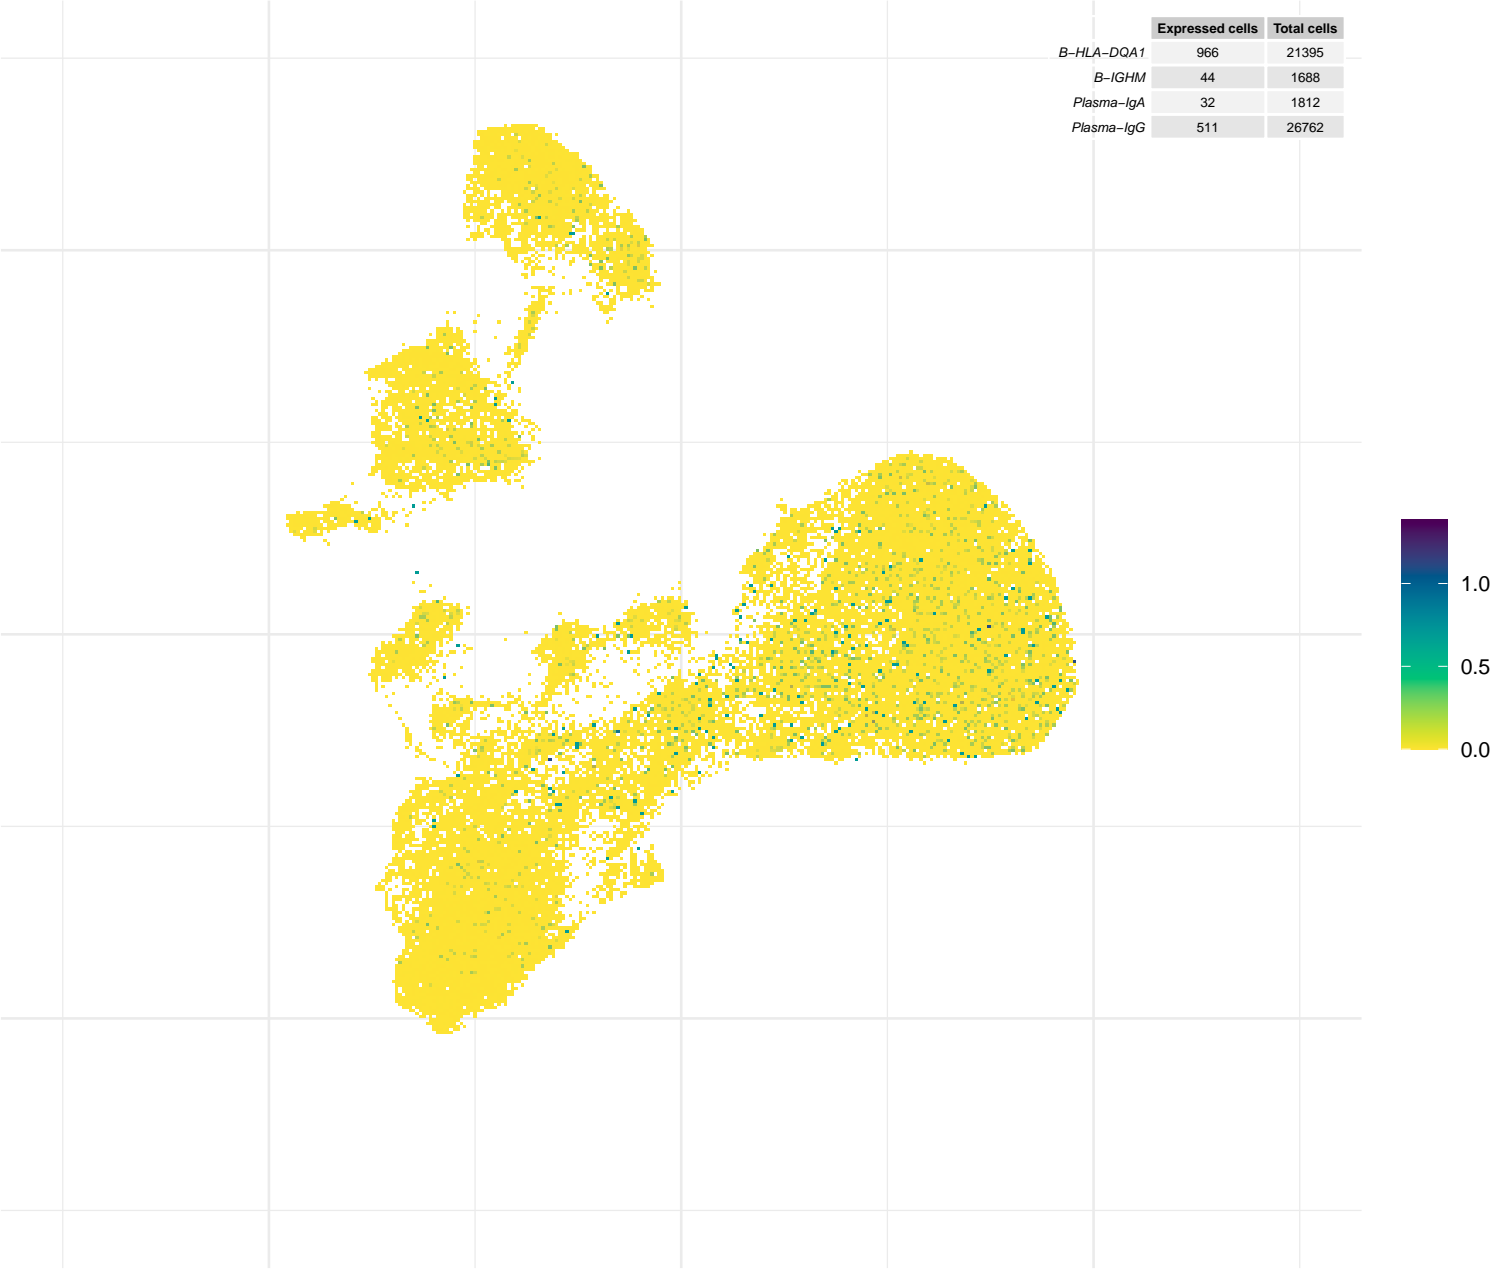 Expressed cells Total cells
B−HLA−DQA1 966 21395
B−IGHM 44 1688
Plasma−IgA 32 1812
Plasma−IgG 511 26762
1.0
0.5
0.0